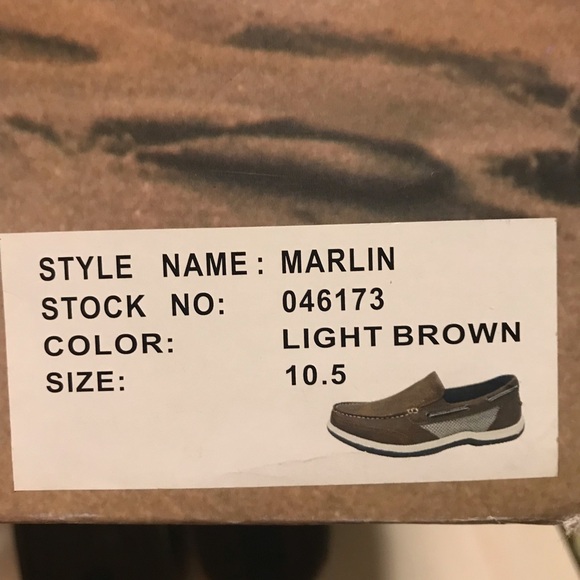 STYLE NAME: MARLIN
STOCK NO: 046173
COLOR: LIGHT BROWN
SIZE: 10.5